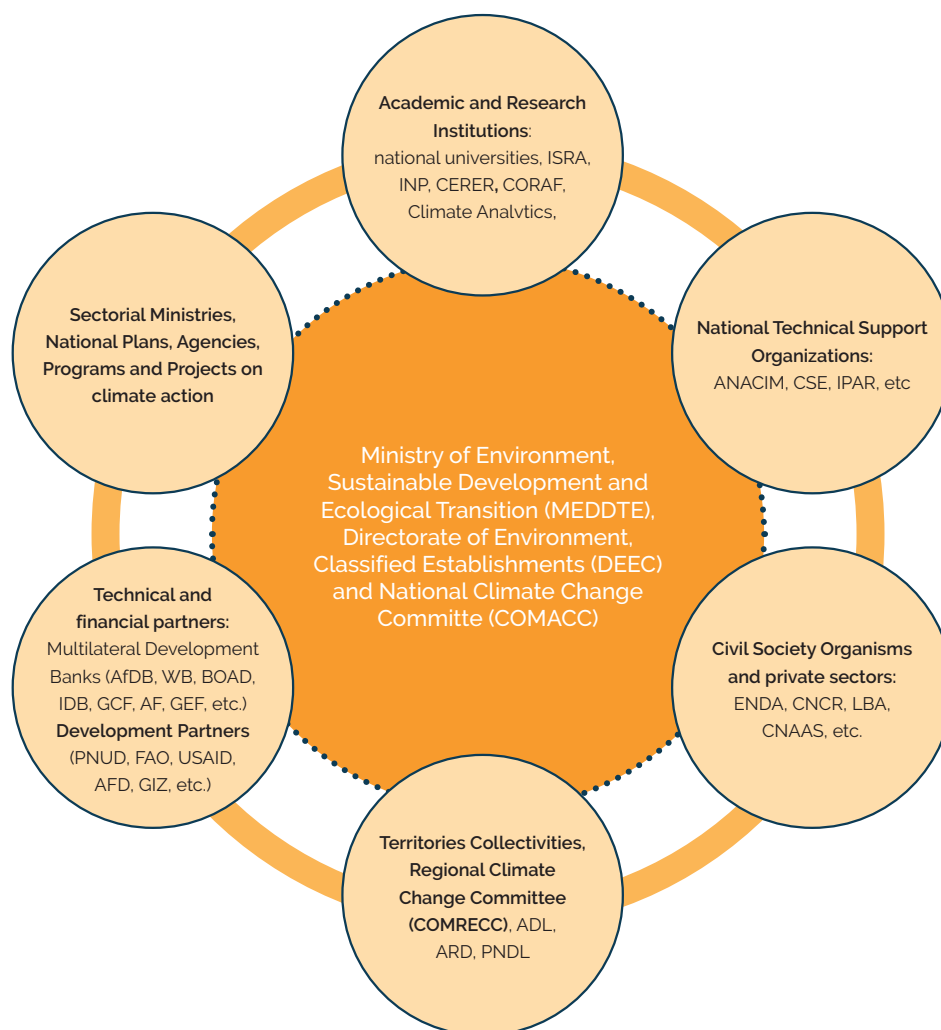 Academic and Research
Institutions:
national universities, ISRA,
INP, CERER, CORAF,
Climate Analvtics,
Sectorial Ministries,
National Plans, Agencies,
Programs and Projects on
climate action
National Technical Support
Organizations:
ANACIM, CSE, IPAR, etc
Ministry of Environment,
Sustainable Development and
Ecological Transition (MEDDTE),
Directorate of Environment,
Classified Establishments (DEEC)
and National Climate Change
Committe (COMACC)
Technical and
financial partners:
Multilateral Development
Banks (AfDB, WB, BOAD,
IDB, GCF, AF, GEF, etc.)
Development Partners
(PNUD, FAO, USAID,
AFD, GIZ, etc.)
Civil Society Organisms
and private sectors:
ENDA, CNCR, LBA,
CNAAS, etc.
Territories Collectivities,
Regional Climate
Change Committee
(COMRECC), ADL,
ARD, PNDL